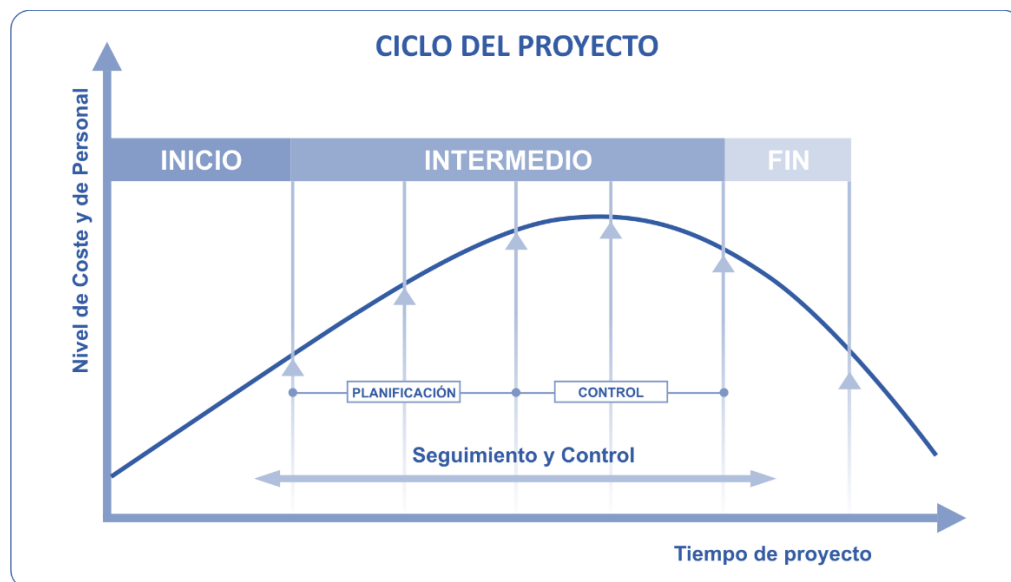 CICLO DEL PROYECTO
Nivel de Coste y de Personal
INICIO
INTERMEDIO
FIN
PLANIFICACIÓN
CONTROL
Seguimiento y Control
Tiempo de proyecto